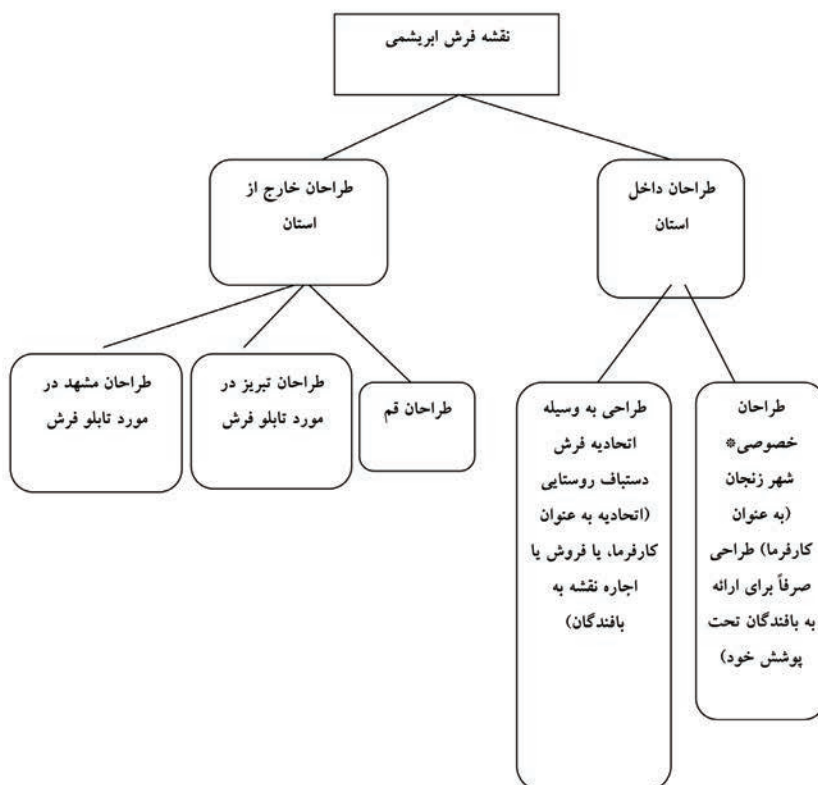 نقشه فرش ابریشمی
طراحان داخل
استان
طراحان خارج از
استان
طراحان
خصوصی*
شهر زنجان
(به عنوان
کارفرما) طراحی
صرفاً برای ارائه
به بافندگان تحت
پوشش خود)
طراحی به وسیله
اتحادیه فرش
دستباف روستایی
(اتحادیه به عنوان
کارفرما، یا فروش یا
اجاره نقشه به
بافندگان)
طراحان قم
طراحان تبریز در
مورد تابلو فرش
طراحان مشهد در
مورد تابلو فرش